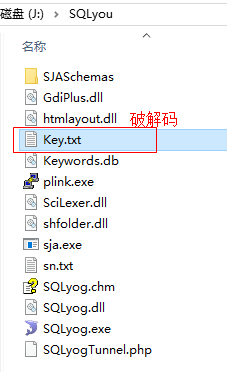 磁盘 (J:) > SQLyou
名称
SJASchemas
GdiPlus.dll
htmlayout.dll 破解码
Key.txt
Keywords.db
plink.exe
SciLexer.dll
shfolder.dll
sja.exe
sn.txt
SQLyog.chm
SQLyog.dll
SQLyog.exe
SQLyogTunnel.php